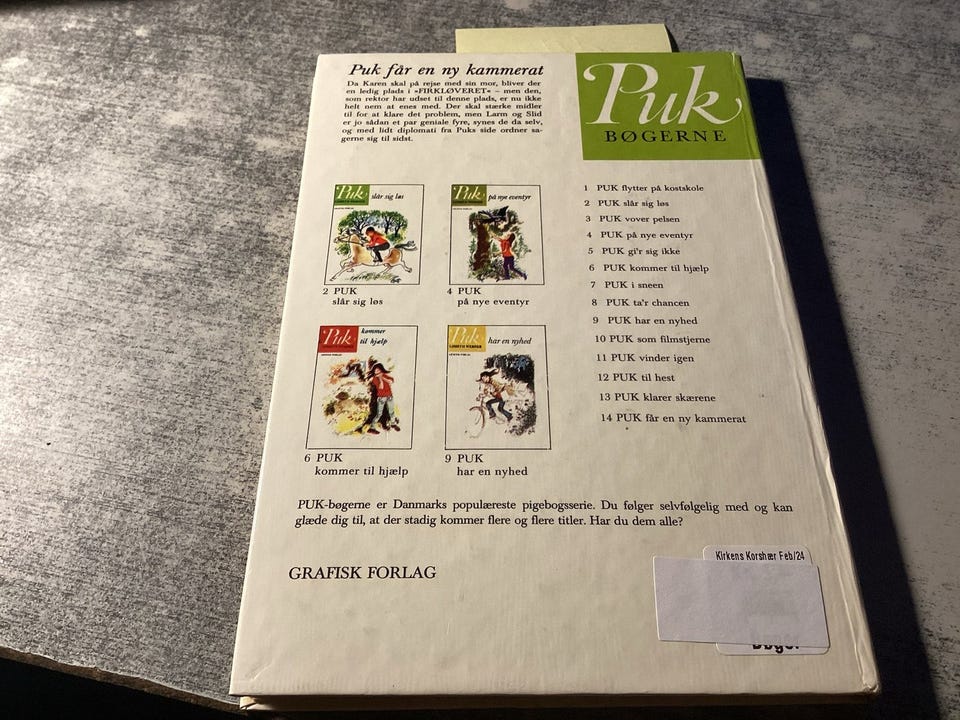 Puk får en ny kammerat
Da Karen skal på rejse med sin mor, bliver der
en ledig plads i »FIRKLØVERET« – men den,
som rektor har udset til denne plads, er nu ikke
helt nem at enes med. Der skal stærke midler
til for at klare det problem, men Larm og Slid
er jo sådan et par geniale fyre, synes de da selv,
og med lidt diplomati fra Puks side ordner sa-
gerne sig til sidst.
Puk
BØGERNE
Puk slår sig løs
2 PUK
slår sig løs
Puk på nye eventyr
4 PUK
på nye eventyr
Puk kommer
til hjælp
6 PUK
kommer til hjælp
Puk har en nyhed
9 PUK
har en nyhed
1 PUK flytter på kostskole
2 PUK slår sig løs
3 PUK vover pelsen
4 PUK på nye eventyr
5 PUK gi'r sig ikke
6 PUK kommer til hjælp
7 PUK i sneen
8 PUK ta'r chancen
9 PUK har en nyhed
10 PUK som filmstjerne
11 PUK vinder igen
12 PUK til hest
13 PUK klarer skærene
14 PUK får en ny kammerat
PUK-bøgerne er Danmarks populæreste pigebogsserie. Du følger selvfølgelig med og kan
glæde dig til, at der stadig kommer flere og flere titler. Har du dem alle?
GRAFISK FORLAG
Kirkens Korshær Feb/24